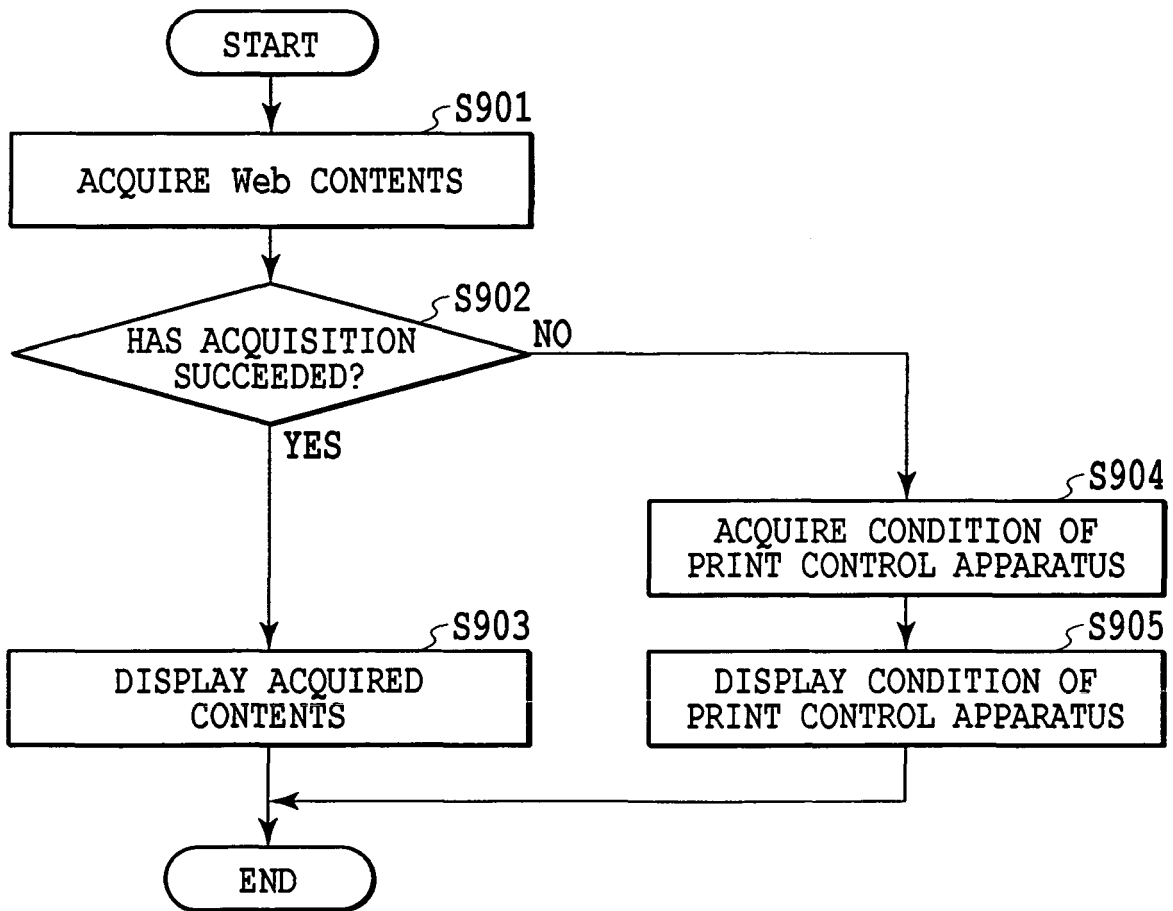 START
S901
ACQUIRE Web CONTENTS
S902
HAS ACQUISITION
SUCCEEDED?
NO
YES
S904
ACQUIRE CONDITION OF
PRINT CONTROL APPARATUS
S903
DISPLAY ACQUIRED
CONTENTS
S905
DISPLAY CONDITION OF
PRINT CONTROL APPARATUS
END